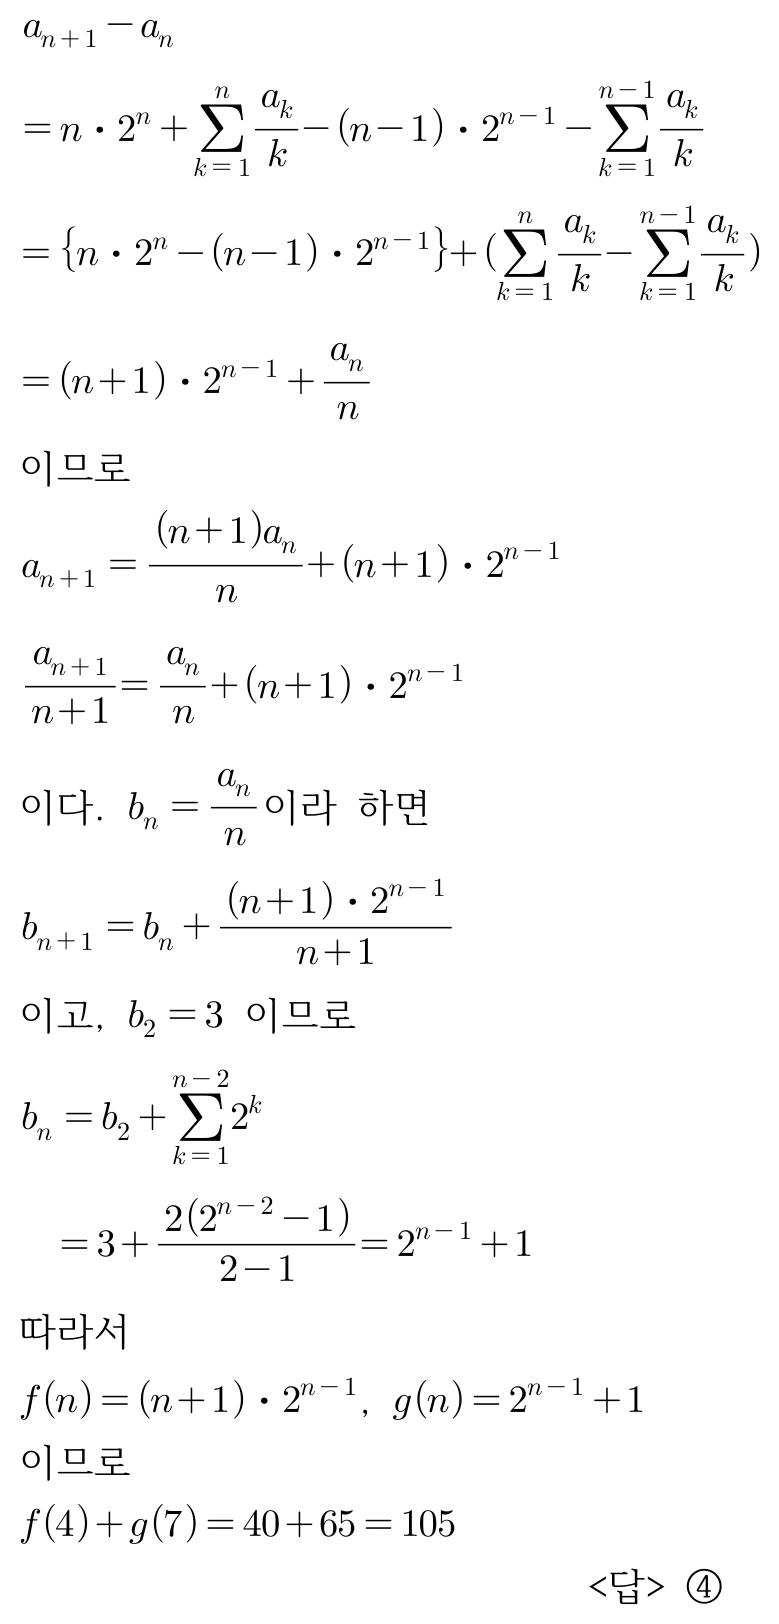 a_{n+1} − a_n
= n · 2^n + ∑_{k=1}^{n} a_k/k − (n−1) · 2^{n−1} − ∑_{k=1}^{n−1} a_k/k
= {n · 2^n − (n−1) · 2^{n−1}} + (∑_{k=1}^{n} a_k/k − ∑_{k=1}^{n−1} a_k/k)
= (n+1) · 2^{n−1} + a_n/n
이므로
a_{n+1} = (n+1)a_n/n + (n+1) · 2^{n−1}
a_{n+1}/(n+1) = a_n/n + (n+1) · 2^{n−1}
이다. b_n = a_n/n 이라 하면
b_{n+1} = b_n + (n+1) · 2^{n−1}/(n+1)
이고, b_2 = 3 이므로
b_n = b_2 + ∑_{k=1}^{n−2} 2^k
= 3 + 2(2^{n−2} − 1)/(2−1) = 2^{n−1} + 1
따라서
f(n) = (n+1) · 2^{n−1}, g(n) = 2^{n−1} + 1
이므로
f(4) + g(7) = 40 + 65 = 105
<답> ④